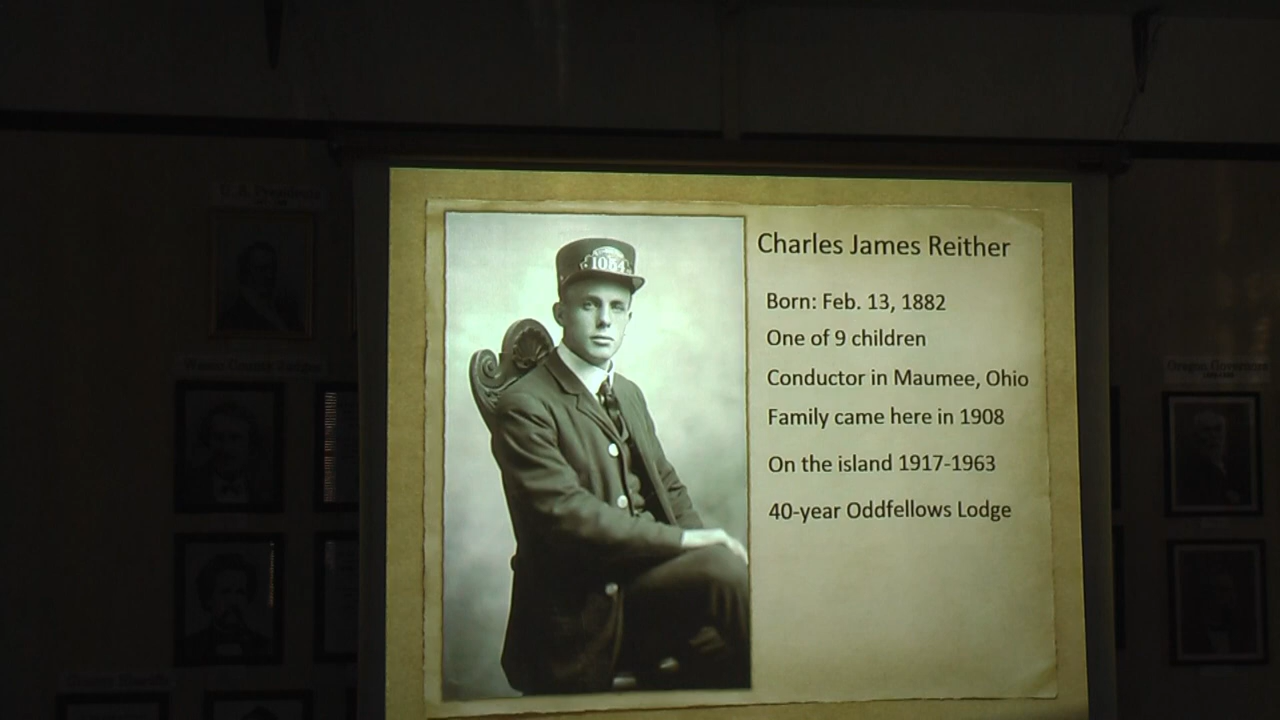 1054
Charles James Reither
Born: Feb. 13, 1882
One of 9 children
Conductor in Maumee, Ohio
Family came here in 1908
On the island 1917-1963
40-year Oddfellows Lodge